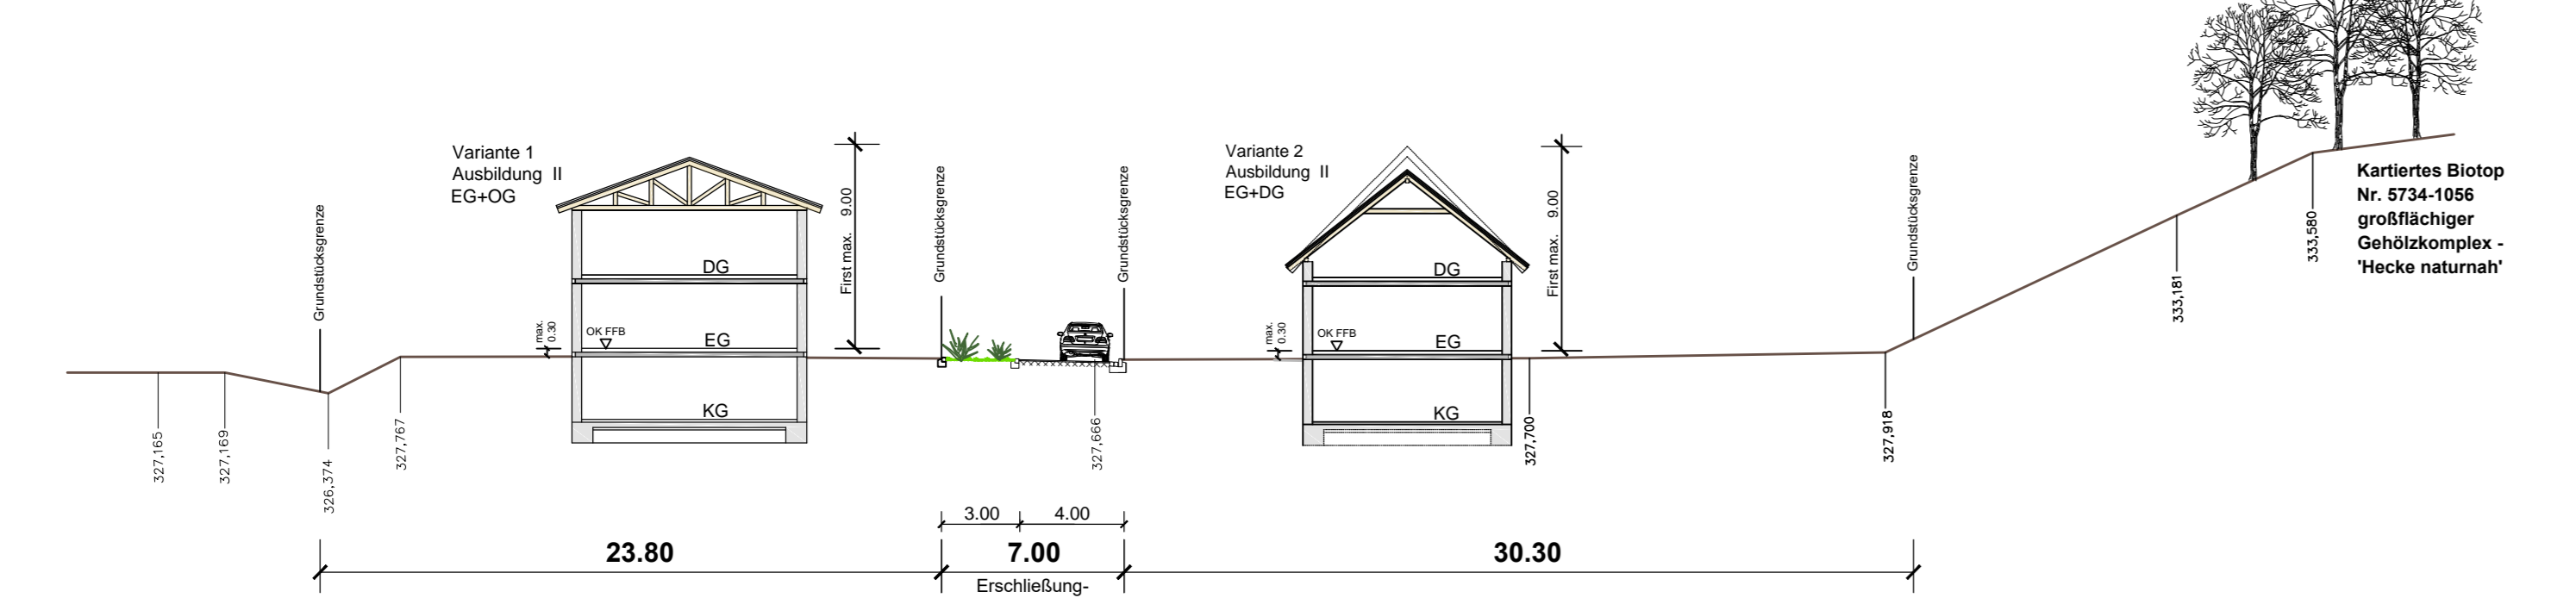 Variante 1
Ausbildung II
EG+OG
Variante 2
Ausbildung II
EG+DG
Kartiertes Biotop
Nr. 5734-1056
großflächiger
Gehölzkomplex -
'Hecke naturnah'
Grundstücksgrenze
max.
0.30
OK FFB
DG
EG
KG
First max. 9.00
Grundstücksgrenze
Grundstücksgrenze
max.
0.30
OK FFB
DG
EG
KG
First max. 9.00
Grundstücksgrenze
327,165
327,169
326,374
327,767
327,666
327,700
327,918
333,181
333,580
3.00
4.00
23.80
7.00
30.30
Erschließung-